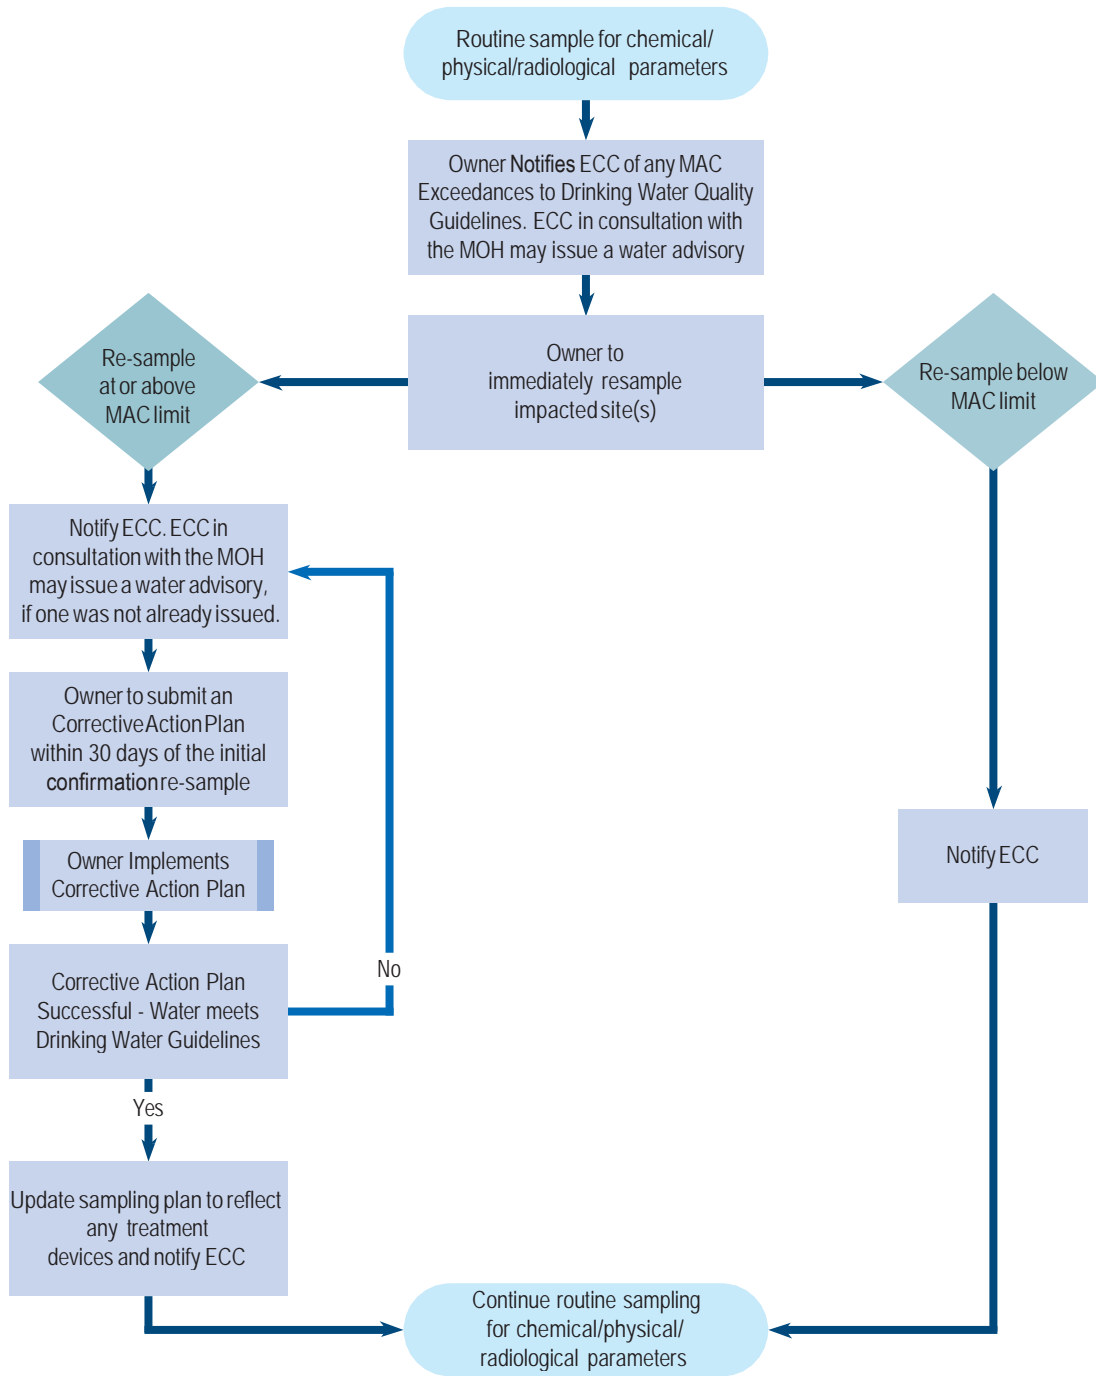 Routine sample for chemical/
physical/radiological parameters
Owner Notifies ECC of any MAC
Exceedances to Drinking Water Quality
Guidelines. ECC in consultation with
the MOH may issue a water advisory
Owner to
immediately resample
impacted site(s)
Re-sample
at or above
MAC limit
Re-sample below
MAC limit
Notify ECC. ECC in
consultation with the MOH
may issue a water advisory,
if one was not already issued.
Owner to submit an
Corrective Action Plan
within 30 days of the initial
confirmation re-sample
Owner Implements
Corrective Action Plan
Notify ECC
Corrective Action Plan
Successful - Water meets
Drinking Water Guidelines
No
Yes
Update sampling plan to reflect
any treatment
devices and notify ECC
Continue routine sampling
for chemical/physical/
radiological parameters